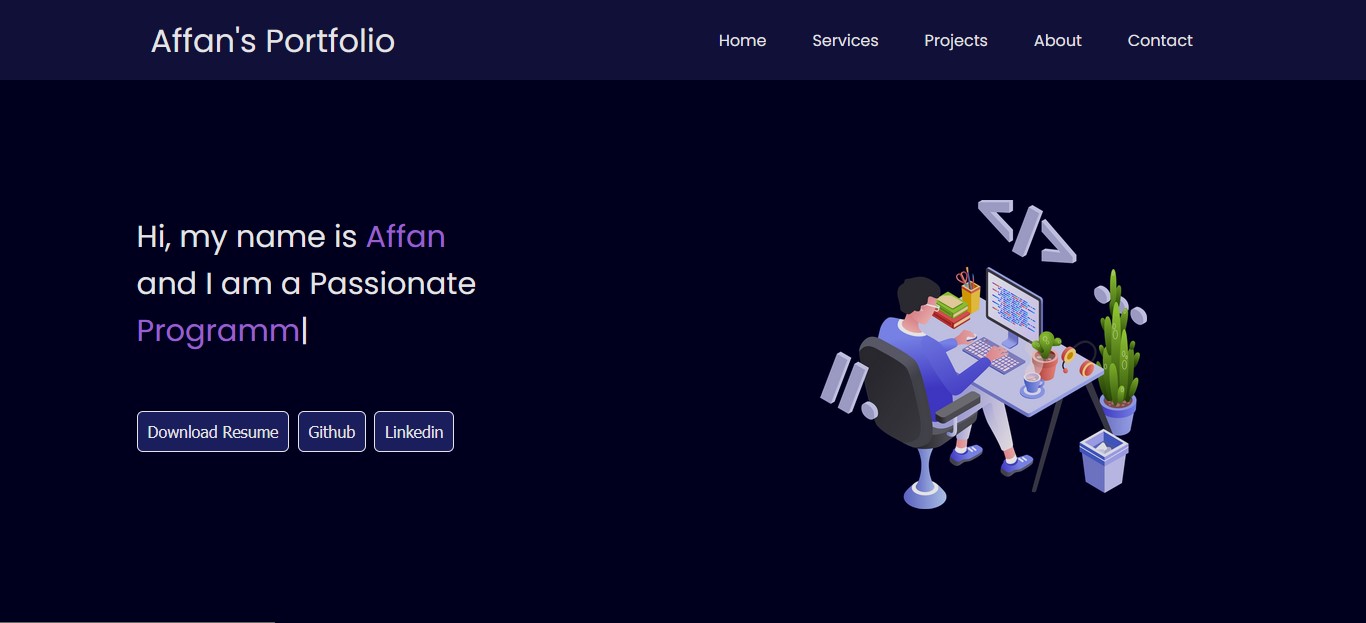 Affan's Portfolio
Home Services Projects About Contact
Hi, my name is Affan
and I am a Passionate
Programm|
Download Resume Github Linkedin